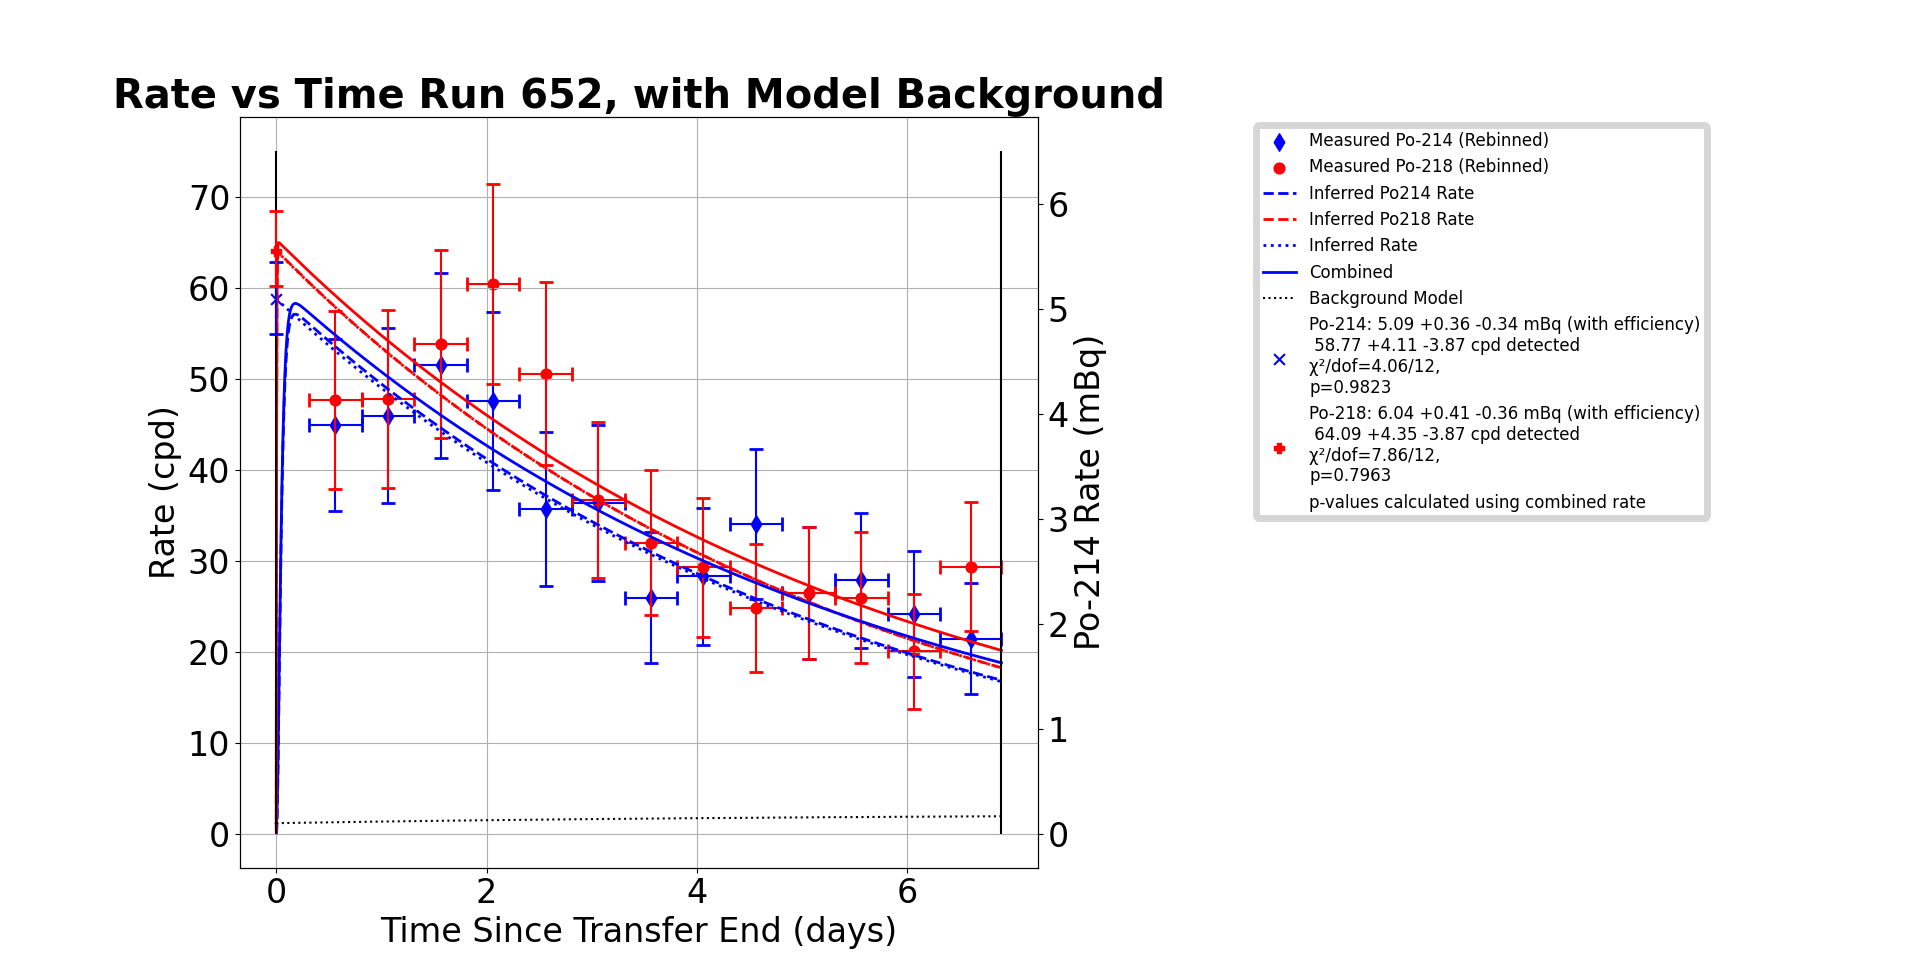 Rate vs Time Run 652, with Model Background
Rate (cpd)
70
60
50
40
30
20
10
0
0
2
4
6
Time Since Transfer End (days)
6
5
4
3
2
1
0
Po-214 Rate (mBq)
Measured Po-214 (Rebinned)
Measured Po-218 (Rebinned)
Inferred Po214 Rate
Inferred Po218 Rate
Inferred Rate
Combined
Background Model
Po-214: 5.09 +0.36 -0.34 mBq (with efficiency)
58.77 +4.11 -3.87 cpd detected
χ²/dof=4.06/12,
p=0.9823
Po-218: 6.04 +0.41 -0.36 mBq (with efficiency)
64.09 +4.35 -3.87 cpd detected
χ²/dof=7.86/12,
p=0.7963
p-values calculated using combined rate